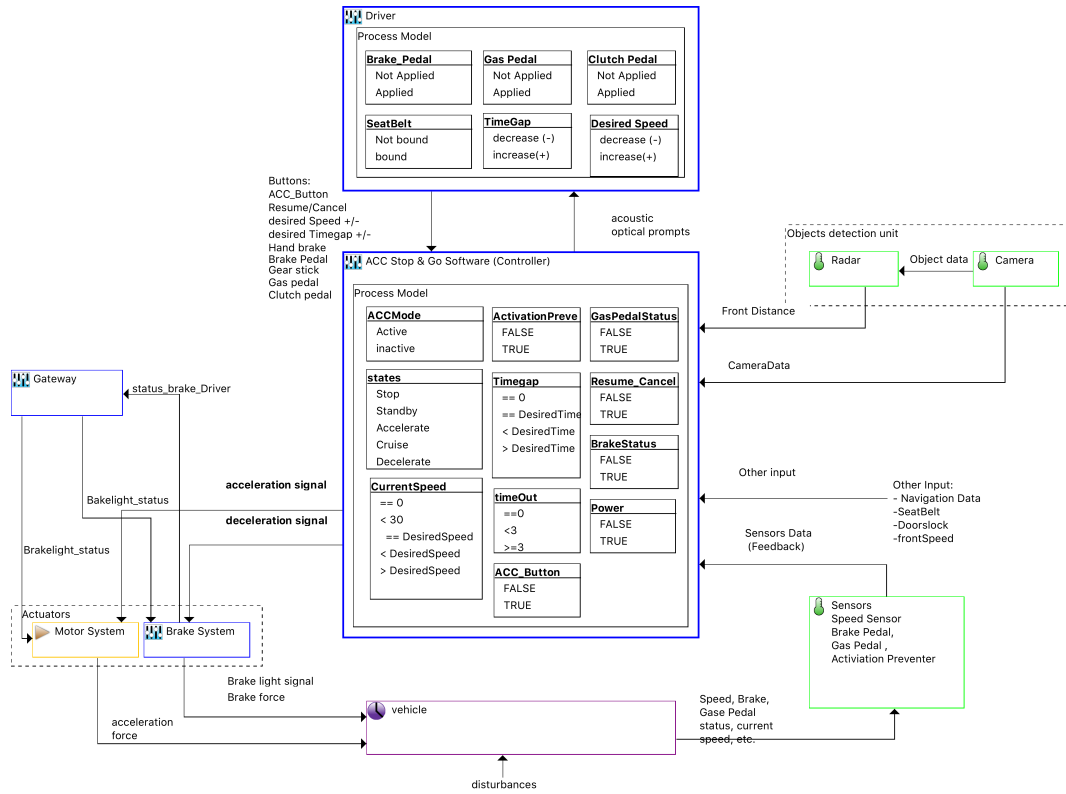 Driver
Process Model
Brake_Pedal
Not Applied
Applied
Gas Pedal
Not Applied
Applied
Clutch Pedal
Not Applied
Applied
SeatBelt
Not bound
bound
TimeGap
decrease (-)
increase(+)
Desired Speed
decrease (-)
increase(+)
Buttons:
ACC_Button
Resume/Cancel
desired Speed +/-
desired Timegap +/-
Hand brake
Brake Pedal
Gear stick
Gas pedal
Clutch pedal
acoustic
optical prompts
Objects detection unit
Radar
Object data
Camera
ACC Stop & Go Software (Controller)
Process Model
ACCMode
Active
inactive
ActivationPreve
FALSE
TRUE
GasPedalStatus
FALSE
TRUE
states
Stop
Standby
Accelerate
Cruise
Decelerate
Timegap
== 0
== DesiredTime
< DesiredTime
> DesiredTime
Resume_Cancel
FALSE
TRUE
BrakeStatus
FALSE
TRUE
CurrentSpeed
== 0
< 30
== DesiredSpeed
< DesiredSpeed
> DesiredSpeed
timeOut
==0
<3
>=3
Power
FALSE
TRUE
ACC_Button
FALSE
TRUE
Front Distance
CameraData
Other input
Other Input:
- Navigation Data
-SeatBelt
-Doorslock
-frontSpeed
Sensors Data
(Feedback)
Gateway
status_brake_Driver
acceleration signal
Bakelight_status
deceleration signal
Brakelight_status
Actuators
Motor System
Brake System
Sensors
Speed Sensor
Brake Pedal,
Gas Pedal ,
Activiation Preventer
Brake light signal
Brake force
acceleration
force
vehicle
Speed, Brake,
Gase Pedal
status, current
speed, etc.
disturbances